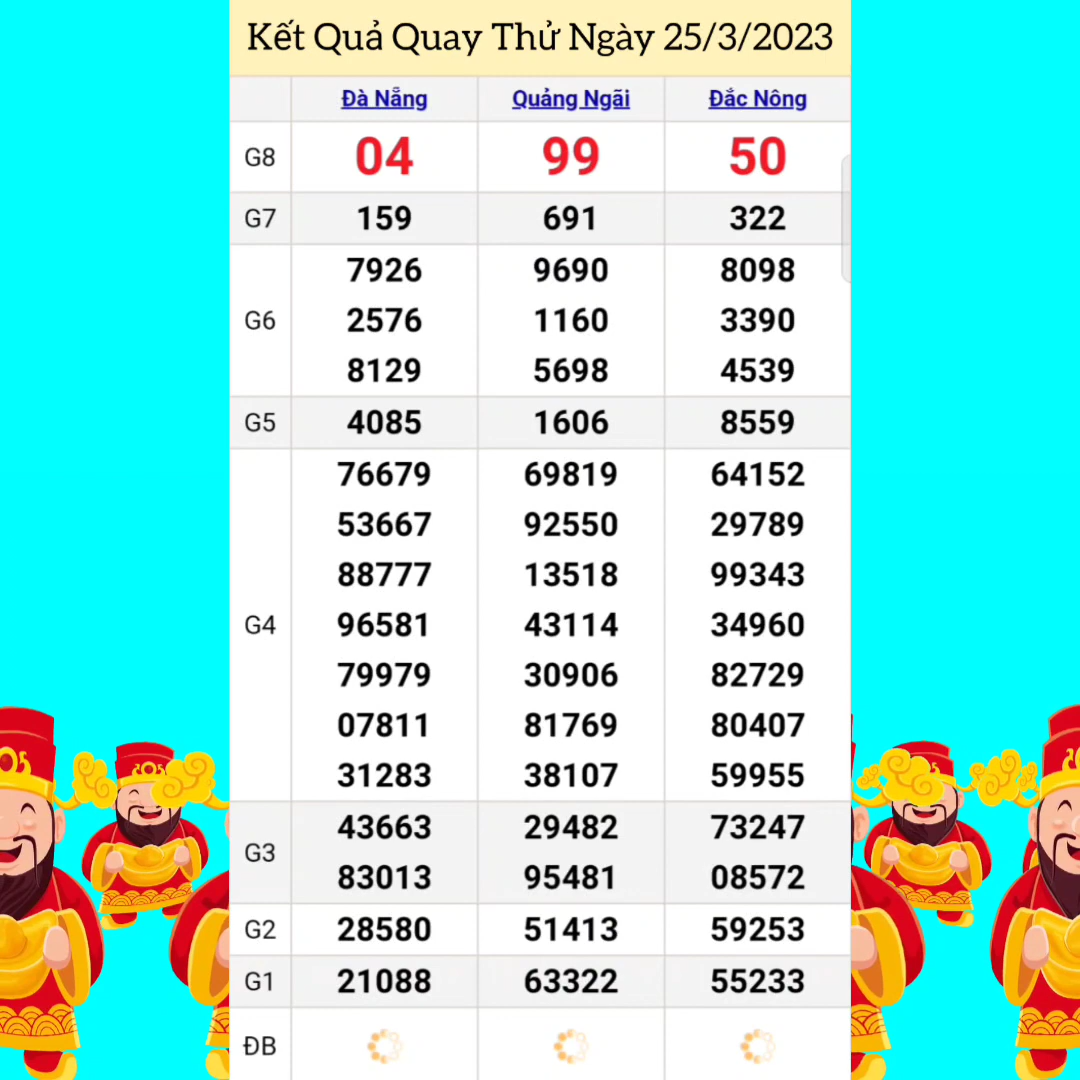 Kết Quả Quay Thử Ngày 25/3/2023
Đà Nẵng Quảng Ngãi Đắc Nông
G8 04 99 50
G7 159 691 322
7926 9690 8098
G6 2576 1160 3390
8129 5698 4539
G5 4085 1606 8559
76679 69819 64152
53667 92550 29789
88777 13518 99343
G4 96581 43114 34960
79979 30906 82729
07811 81769 80407
31283 38107 59955
43663 29482 73247
G3
83013 95481 08572
G2 28580 51413 59253
G1 21088 63322 55233
ĐB